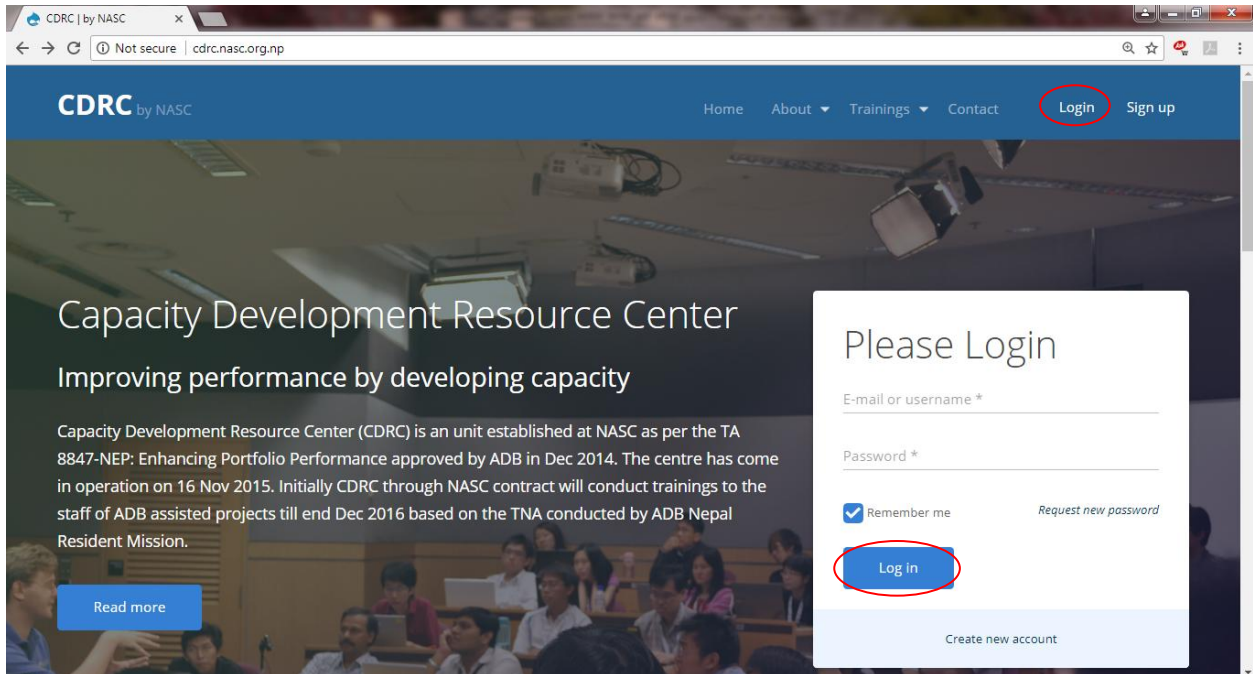 CDRC | by NASC
Not secure | cdrc.nasc.org.np
CDRC by NASC
Home About Trainings Contact Login Sign up
Capacity Development Resource Center
Improving performance by developing capacity
Capacity Development Resource Center (CDRC) is an unit established at NASC as per the TA
8847-NEP: Enhancing Portfolio Performance approved by ADB in Dec 2014. The centre has come
in operation on 16 Nov 2015. Initially CDRC through NASC contract will conduct trainings to the
staff of ADB assisted projects till end Dec 2016 based on the TNA conducted by ADB Nepal
Resident Mission.
Read more
Please Login
E-mail or username *
Password *
Remember me Request new password
Log in
Create new account